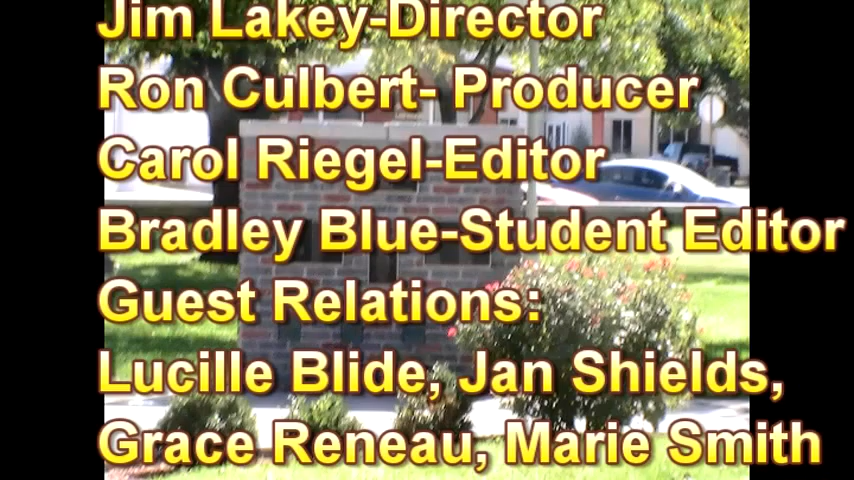 Jim Lakey-Director
Ron Culbert- Producer
Carol Riegel-Editor
Bradley Blue-Student Editor
Guest Relations:
Lucille Blide, Jan Shields,
Grace Reneau, Marie Smith